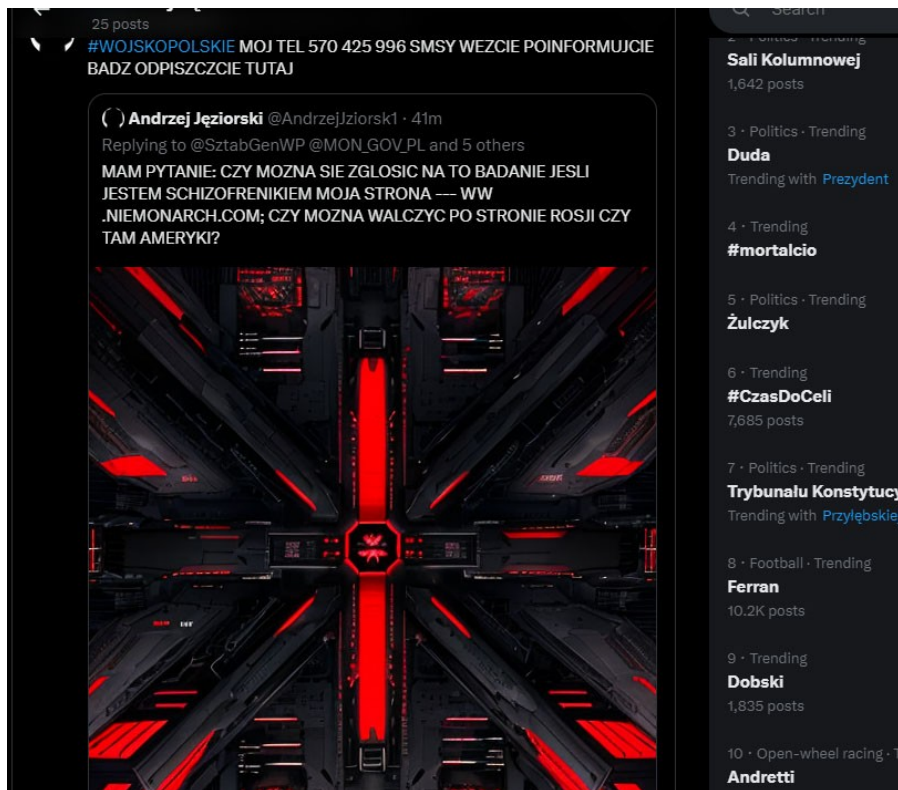 25 posts
#WOJSKOPOLSKIE MOJ TEL 570 425 996 SMSY WEZCIE POINFORMUJCIE
BADZ ODPISZCZCIE TUTAJ
Andrzej Jęziorski @AndrzejJziorsk1 · 41m
Replying to @SztabGenWP @MON_GOV_PL and 5 others
MAM PYTANIE: CZY MOZNA SIE ZGLOSIC NA TO BADANIE JESLI
JESTEM SCHIZOFRENIKIEM MOJA STRONA --- WW
.NIEMONARCH.COM; CZY MOZNA WALCZYC PO STRONIE ROSJI CZY
TAM AMERYKI?
Search
2 · Politics · Trending
Sali Kolumnowej
1,642 posts
3 · Politics · Trending
Duda
Trending with Prezydent
4 · Trending
#mortalcio
5 · Politics · Trending
Żulczyk
6 · Trending
#CzasDoCeli
7,685 posts
7 · Politics · Trending
Trybunału Konstytucy
Trending with Przyłębskie
8 · Football · Trending
Ferran
10.2K posts
9 · Trending
Dobski
1,835 posts
10 · Open-wheel racing · T
Andretti